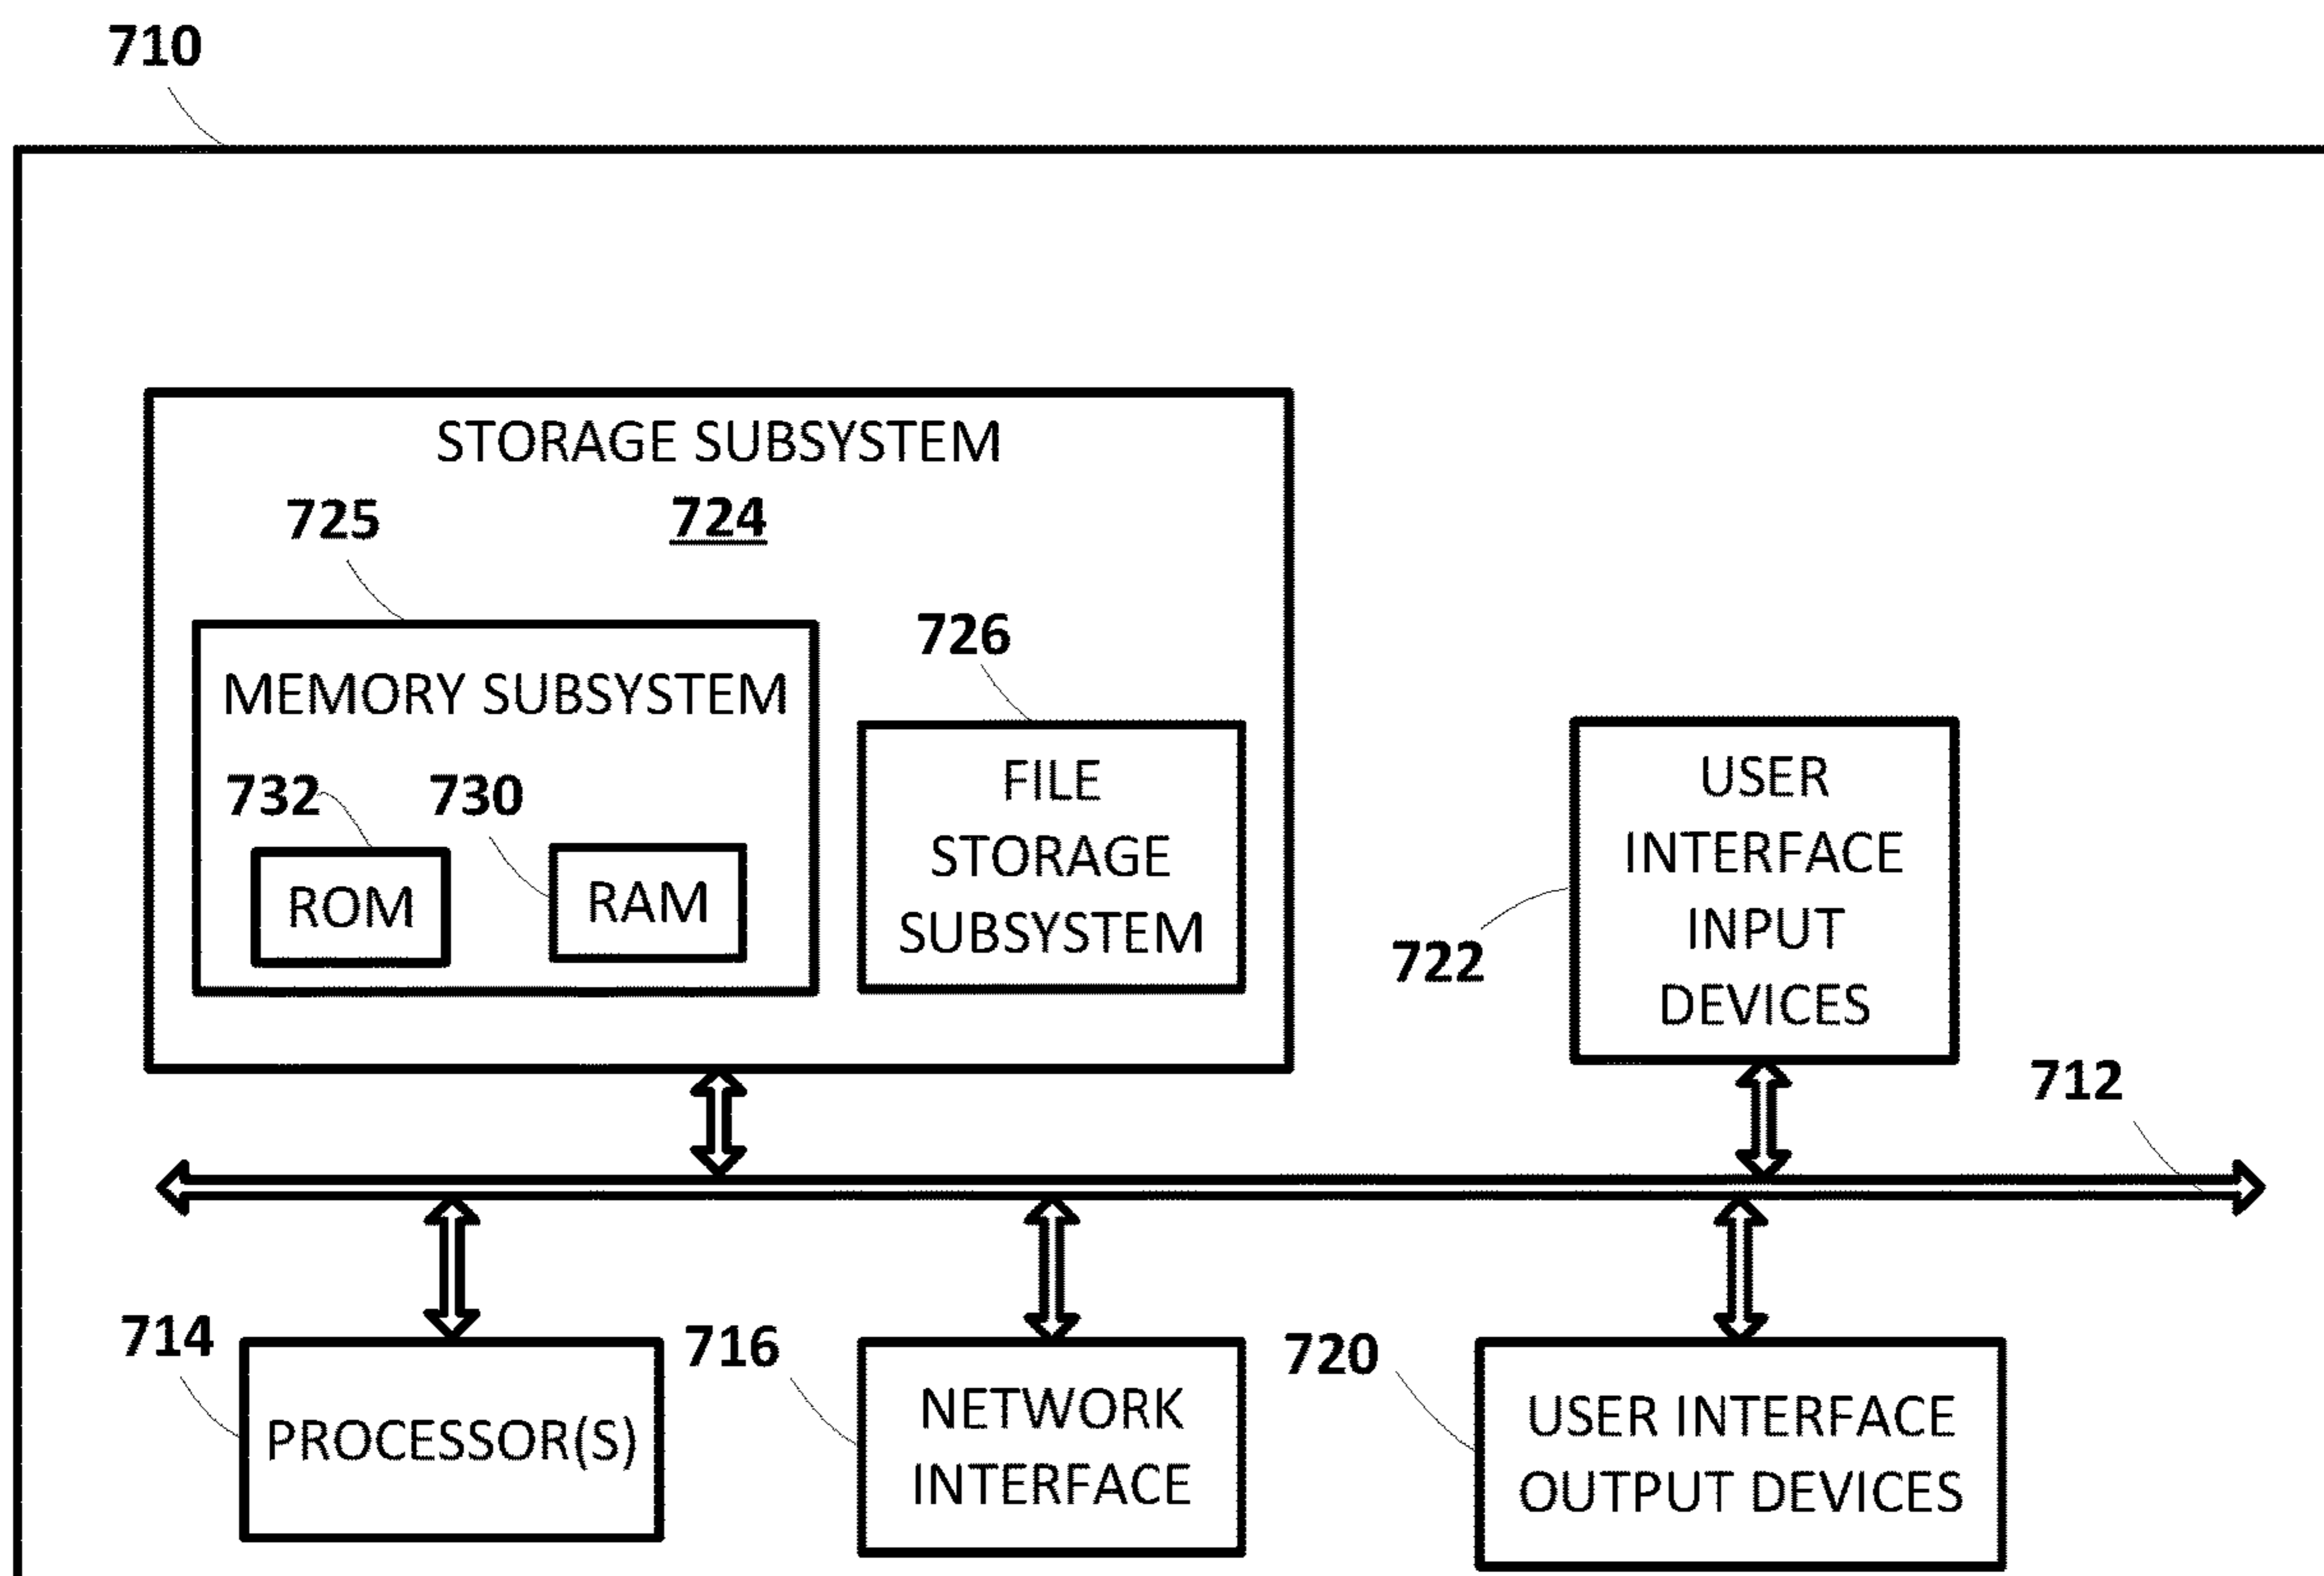 710
STORAGE SUBSYSTEM
724
725
MEMORY SUBSYSTEM
732
730
ROM
RAM
726
FILE
STORAGE
SUBSYSTEM
USER
INTERFACE
INPUT
DEVICES
722
712
714
PROCESSOR(S)
716
NETWORK
INTERFACE
720
USER INTERFACE
OUTPUT DEVICES